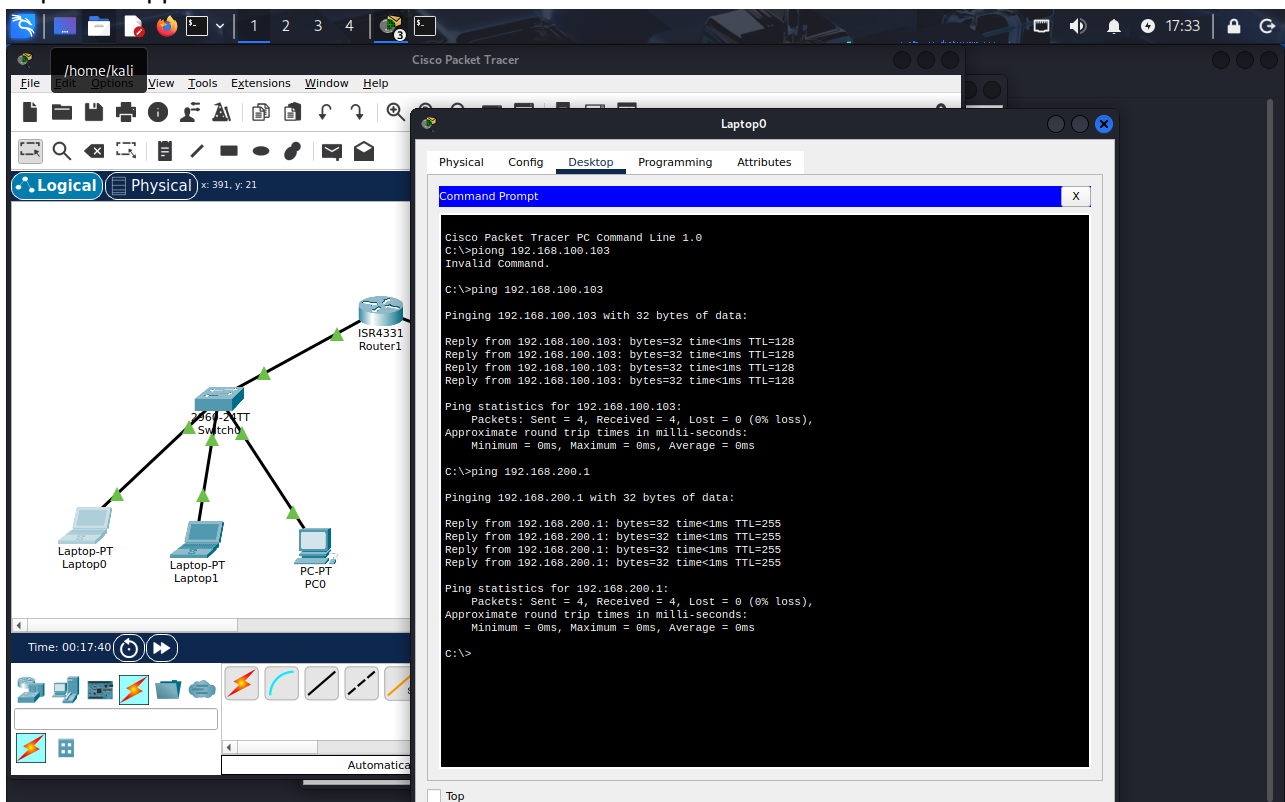 1 2 3 4
3
17:33
/home/kali
Cisco Packet Tracer
File Edit Options View Tools Extensions Window Help
Laptop0
Physical Config Desktop Programming Attributes
Logical Physical x: 391, y: 21
Command Prompt X
Cisco Packet Tracer PC Command Line 1.0
C:\>piong 192.168.100.103
Invalid Command.
C:\>ping 192.168.100.103
Pinging 192.168.100.103 with 32 bytes of data:
Reply from 192.168.100.103: bytes=32 time<1ms TTL=128
Reply from 192.168.100.103: bytes=32 time<1ms TTL=128
Reply from 192.168.100.103: bytes=32 time<1ms TTL=128
Reply from 192.168.100.103: bytes=32 time<1ms TTL=128
Ping statistics for 192.168.100.103:
Packets: Sent = 4, Received = 4, Lost = 0 (0% loss),
Approximate round trip times in milli-seconds:
Minimum = 0ms, Maximum = 0ms, Average = 0ms
C:\>ping 192.168.200.1
Pinging 192.168.200.1 with 32 bytes of data:
Reply from 192.168.200.1: bytes=32 time<1ms TTL=255
Reply from 192.168.200.1: bytes=32 time<1ms TTL=255
Reply from 192.168.200.1: bytes=32 time<1ms TTL=255
Reply from 192.168.200.1: bytes=32 time<1ms TTL=255
Ping statistics for 192.168.200.1:
Packets: Sent = 4, Received = 4, Lost = 0 (0% loss),
Approximate round trip times in milli-seconds:
Minimum = 0ms, Maximum = 0ms, Average = 0ms
C:\>
ISR4331
Router1
2960-24TT
Switch0
Laptop-PT
Laptop0
Laptop-PT
Laptop1
PC-PT
PC0
Time: 00:17:40
Automatica
Top